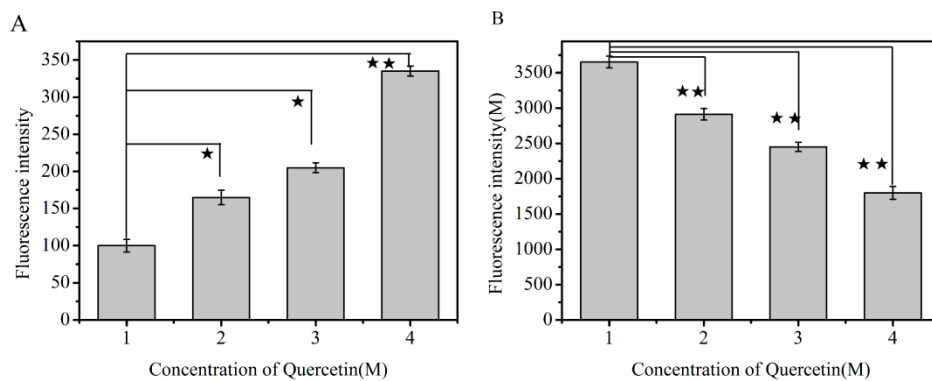 A
350
300
250
200
150
100
50
0
Fluorescence intensity
1 2 3 4
Concentration of Quercetin(M)
★
★
★★
B
3500
3000
2500
2000
1500
1000
500
0
Fluorescence intensity(M)
1 2 3 4
Concentration of Quercetin(M)
★★
★★
★★